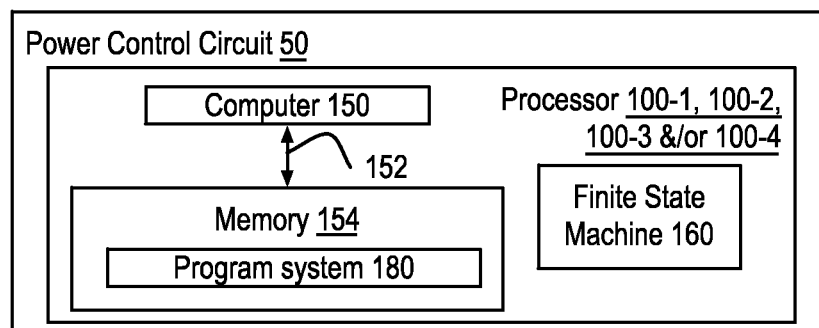 Power Control Circuit 50
Computer 150
Processor 100-1, 100-2,
100-3 &/or 100-4
152
Memory 154
Program system 180
Finite State
Machine 160